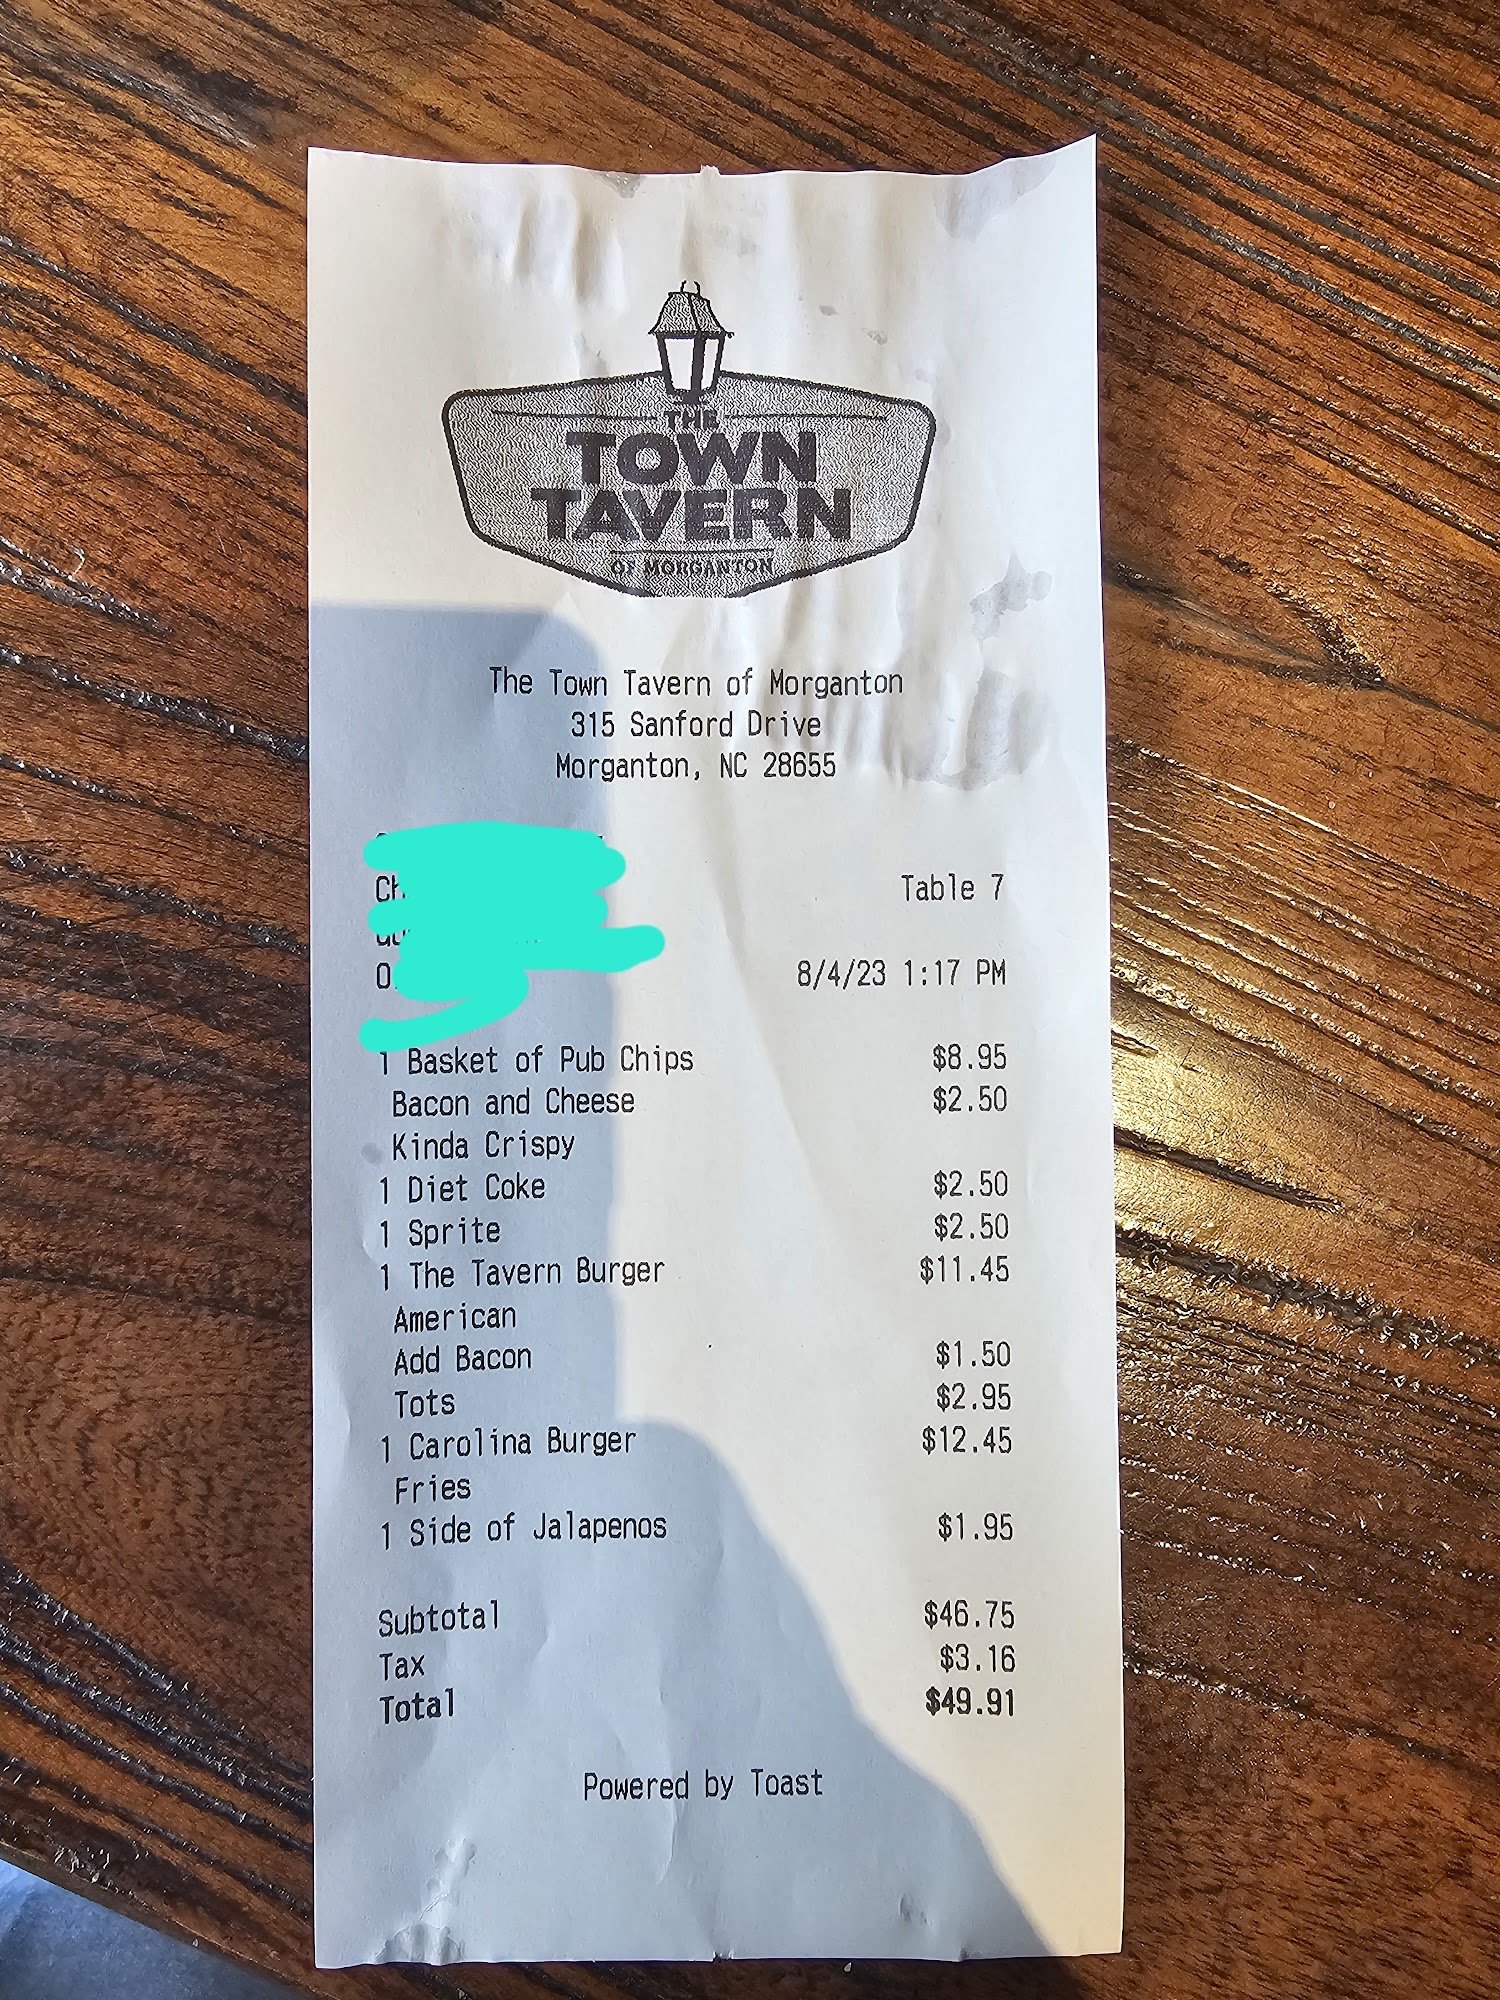 THE
TOWN
TAVERN
OF MORGANTON
The Town Tavern of Morganton
315 Sanford Drive
Morganton, NC 28655
Table 7
8/4/23 1:17 PM
1 Basket of Pub Chips $8.95
Bacon and Cheese $2.50
Kinda Crispy
1 Diet Coke $2.50
1 Sprite $2.50
1 The Tavern Burger $11.45
American
Add Bacon $1.50
Tots $2.95
1 Carolina Burger $12.45
Fries
1 Side of Jalapenos $1.95
Subtotal $46.75
Tax $3.16
Total $49.91
Powered by Toast